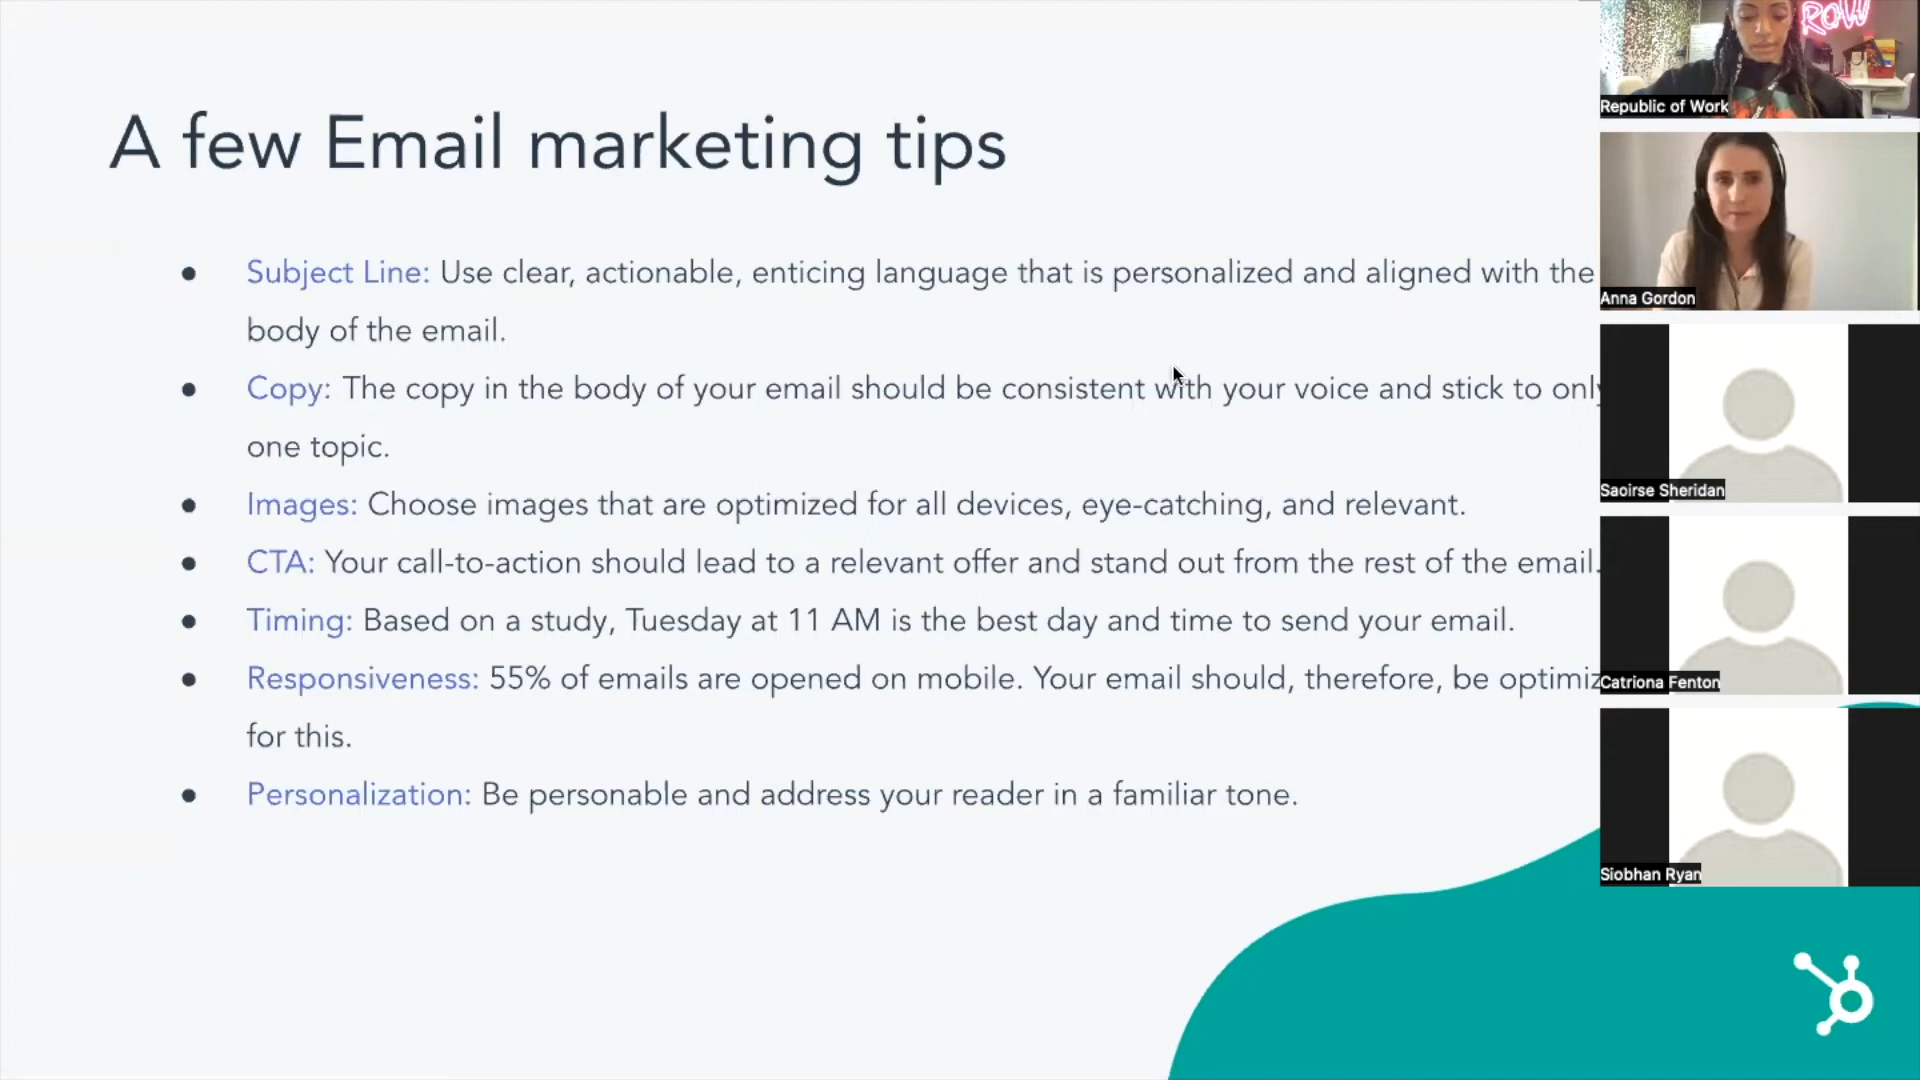 A few Email marketing tips
● Subject Line: Use clear, actionable, enticing language that is personalized and aligned with the
body of the email.
● Copy: The copy in the body of your email should be consistent with your voice and stick to only
one topic.
● Images: Choose images that are optimized for all devices, eye-catching, and relevant.
● CTA: Your call-to-action should lead to a relevant offer and stand out from the rest of the email.
● Timing: Based on a study, Tuesday at 11 AM is the best day and time to send your email.
● Responsiveness: 55% of emails are opened on mobile. Your email should, therefore, be optimiz
for this.
● Personalization: Be personable and address your reader in a familiar tone.
ROW
Republic of Work
Anna Gordon
Saoirse Sheridan
Catriona Fenton
Siobhan Ryan